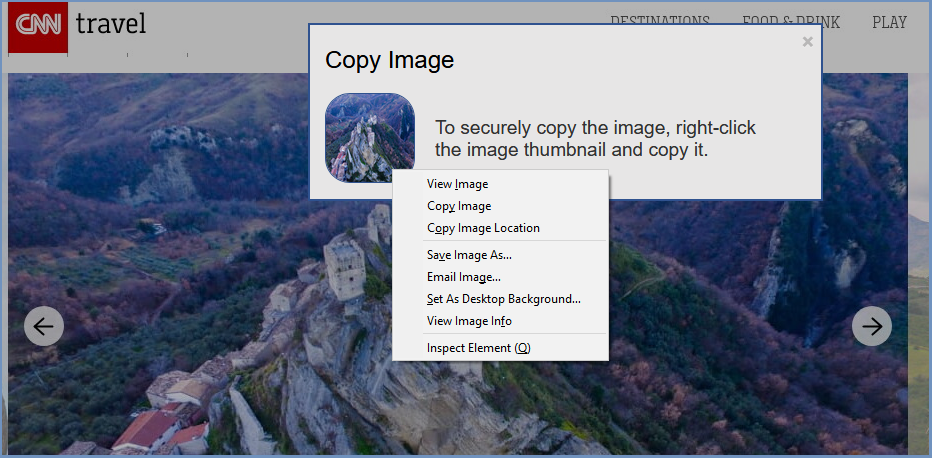 CNN travel
DESTINATIONS FOOD & DRINK PLAY
×
Copy Image
To securely copy the image, right-click
the image thumbnail and copy it.
View Image
Copy Image
Copy Image Location
Save Image As...
Email Image...
Set As Desktop Background...
View Image Info
Inspect Element (Q)